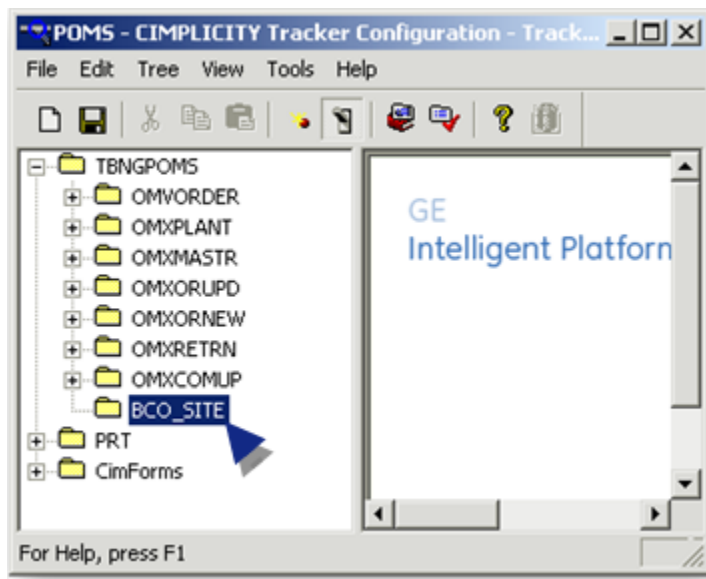 POMS - CIMPLICITY Tracker Configuration - Track...
File Edit Tree View Tools Help
TBNGPOMS
OMVORDER
OMXPLANT
OMXMASTR
OMXORUPD
OMXORNEW
OMXRETRN
OMXCOMUP
BCO_SITE
PRT
CimForms
GE
Intelligent Platform
For Help, press F1